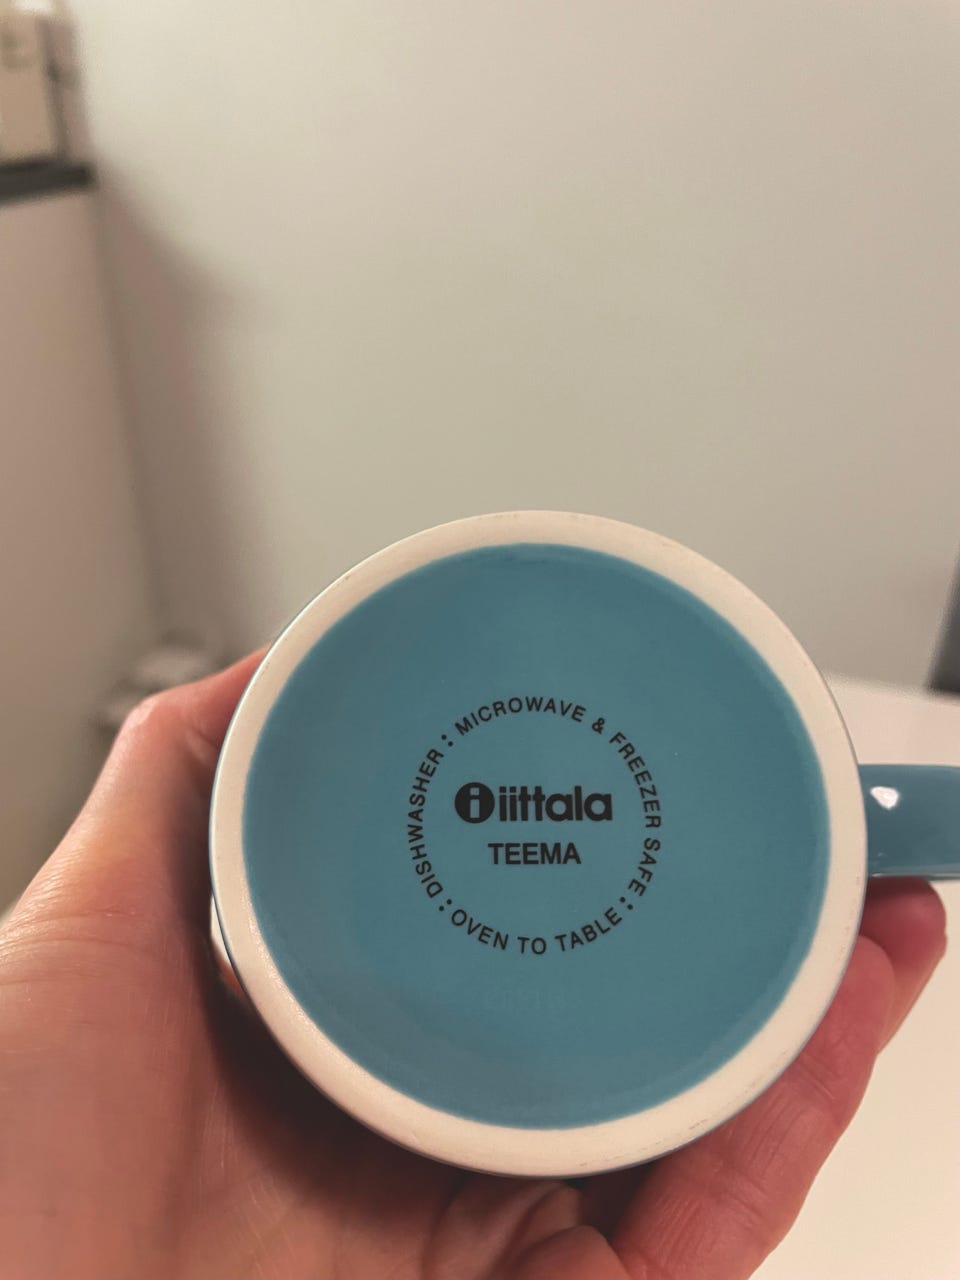 DISHWASHER : MICROWAVE & FREEZER SAFE : OVEN TO TABLE :
i iittala
TEEMA